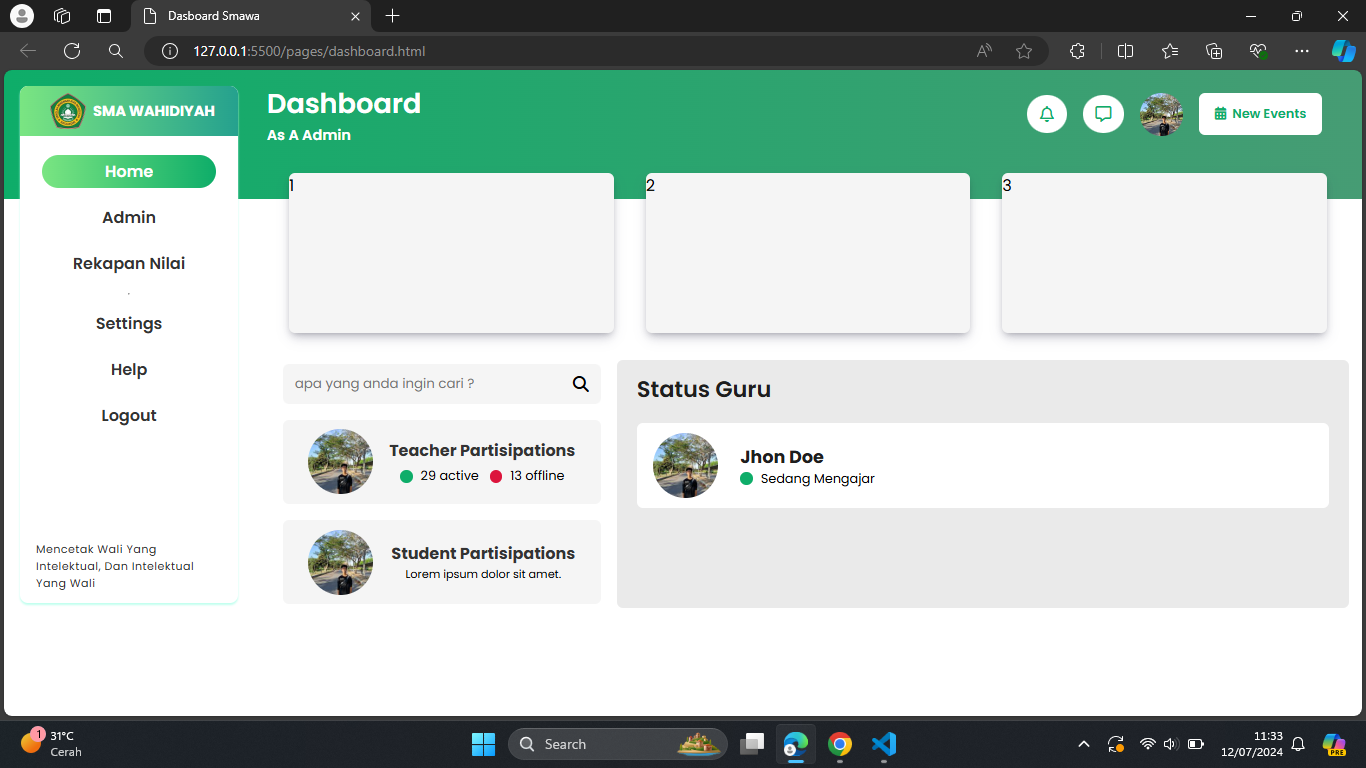 Dasboard Smawa
127.0.0.1:5500/pages/dashboard.html
SMA WAHIDIYAH
Dashboard
As A Admin
New Events
Home
Admin
Rekapan Nilai
Settings
Help
Logout
Mencetak Wali Yang
Intelektual, Dan Intelektual
Yang Wali
1
2
3
apa yang anda ingin cari ?
Teacher Partisipations
29 active 13 offline
Student Partisipations
Lorem ipsum dolor sit amet.
Status Guru
Jhon Doe
Sedang Mengajar
1
31°C
Cerah
Search
11:33
12/07/2024
PRE